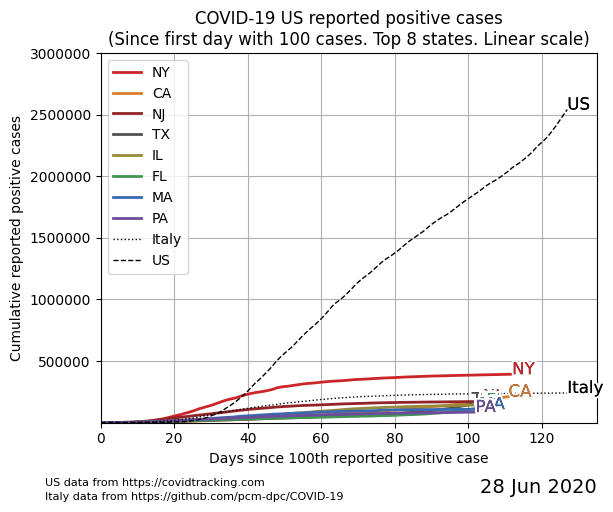 COVID-19 US reported positive cases
(Since first day with 100 cases. Top 8 states. Linear scale)
Cumulative reported positive cases
3000000
2500000
2000000
1500000
1000000
500000
NY
CA
NJ
TX
IL
FL
MA
PA
Italy
US
US
NY
CA
Italy
PA
0
20
40
60
80
100
120
Days since 100th reported positive case
US data from https://covidtracking.com
Italy data from https://github.com/pcm-dpc/COVID-19
28 Jun 2020